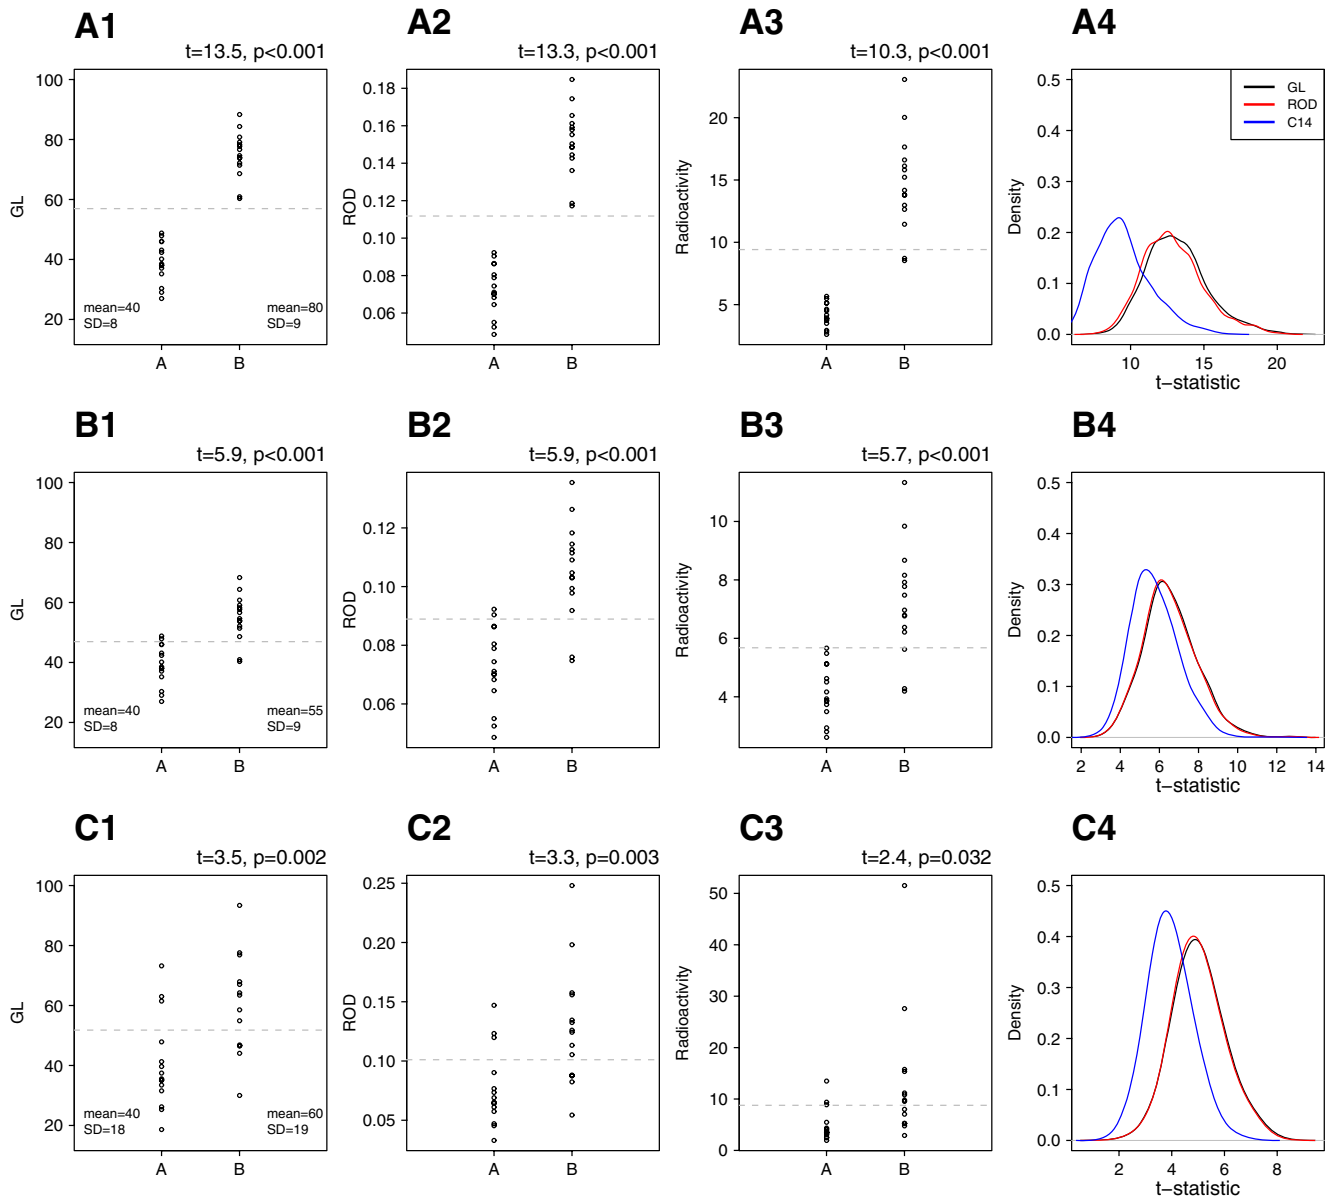 A1
t=13.5, p<0.001
GL
100
80
60
40
20
mean=40
SD=8
mean=80
SD=9
A
B
A2
t=13.3, p<0.001
ROD
0.18
0.16
0.14
0.12
0.10
0.08
0.06
A
B
A3
t=10.3, p<0.001
Radioactivity
20
15
10
5
A
B
A4
Density
0.5
0.4
0.3
0.2
0.1
0.0
GL
ROD
C14
10
15
20
t−statistic
B1
t=5.9, p<0.001
GL
100
80
60
40
20
mean=40
SD=8
mean=55
SD=9
A
B
B2
t=5.9, p<0.001
ROD
0.12
0.10
0.08
0.06
A
B
B3
t=5.7, p<0.001
Radioactivity
10
8
6
4
A
B
B4
Density
0.5
0.4
0.3
0.2
0.1
0.0
2
4
6
8
10
12
14
t−statistic
C1
t=3.5, p=0.002
GL
100
80
60
40
20
mean=40
SD=18
mean=60
SD=19
A
B
C2
t=3.3, p=0.003
ROD
0.25
0.20
0.15
0.10
0.05
A
B
C3
t=2.4, p=0.032
Radioactivity
50
40
30
20
10
0
A
B
C4
Density
0.5
0.4
0.3
0.2
0.1
0.0
2
4
6
8
t−statistic